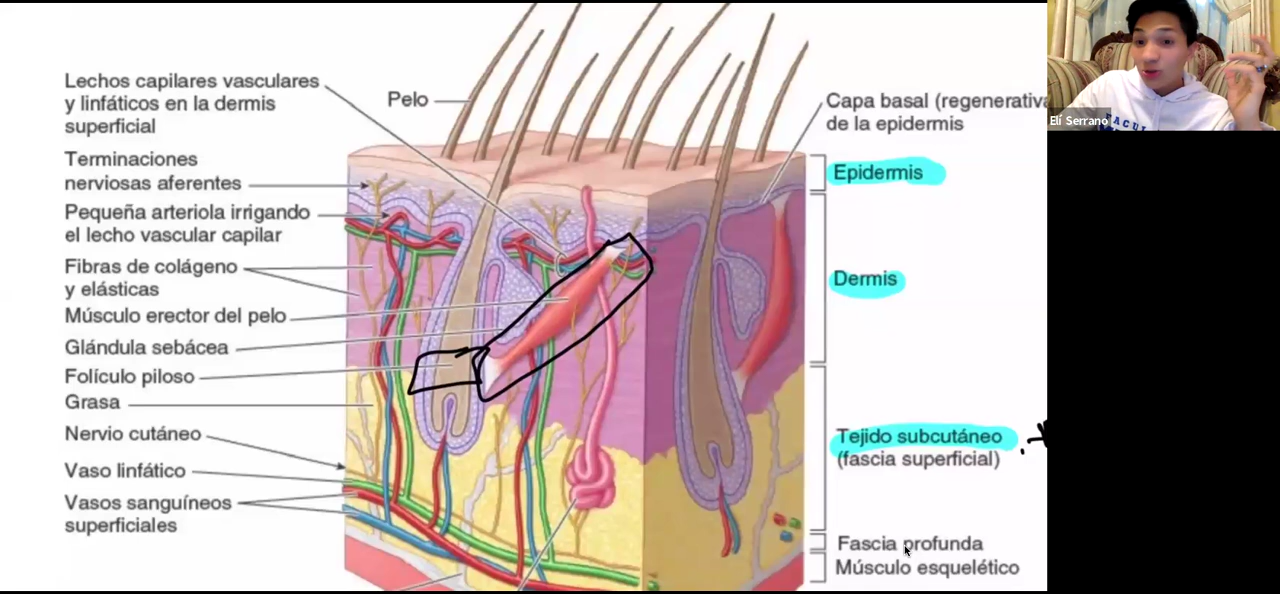 Lechos capilares vasculares
y linfáticos en la dermis
superficial
Terminaciones
nerviosas aferentes
Pequeña arteriola irrigando
el lecho vascular capilar
Fibras de colágeno
y elásticas
Músculo erector del pelo
Glándula sebácea
Folículo piloso
Grasa
Nervio cutáneo
Vaso linfático
Vasos sanguíneos
superficiales
Pelo
Capa basal (regenerativa
de la epidermis
Epidermis
Dermis
Tejido subcutáneo
(fascia superficial)
Fascia profunda
Músculo esquelético
Elí Serrano